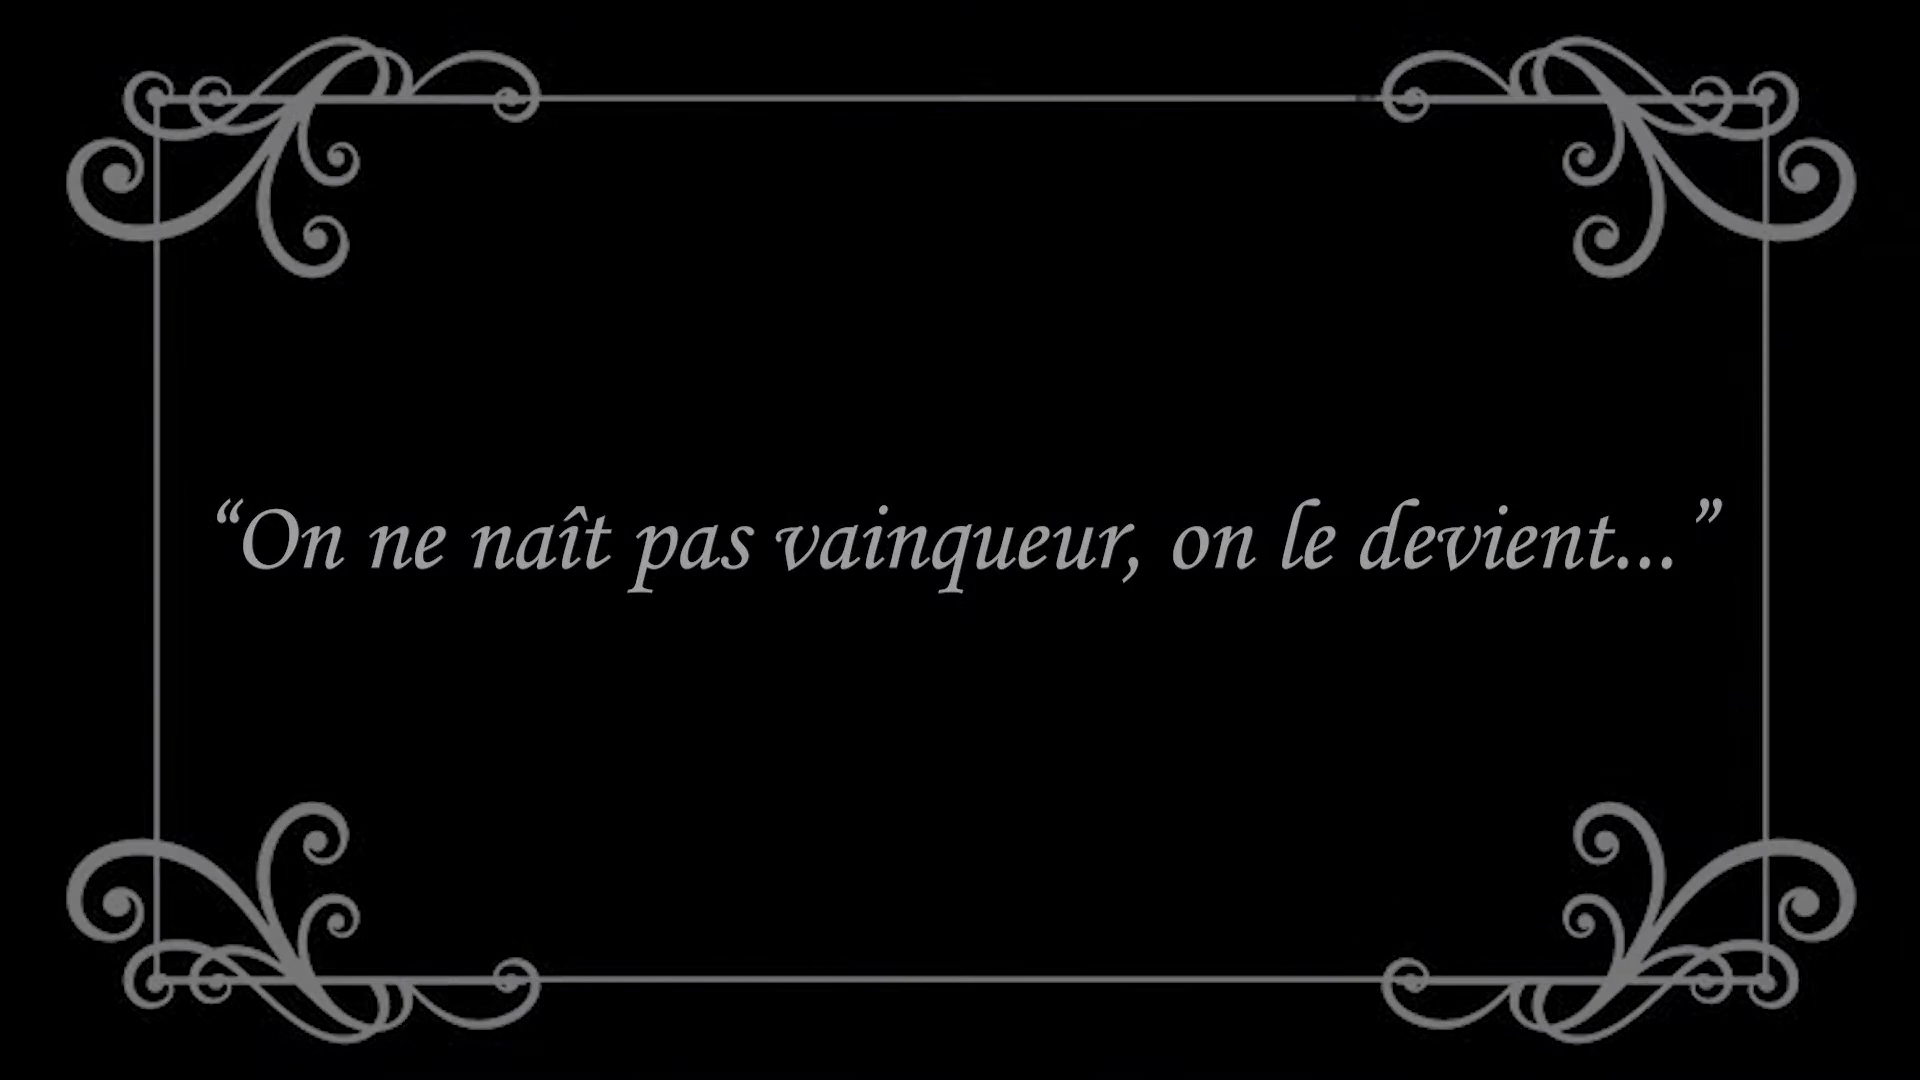 “On ne naît pas vainqueur, on le devient...”